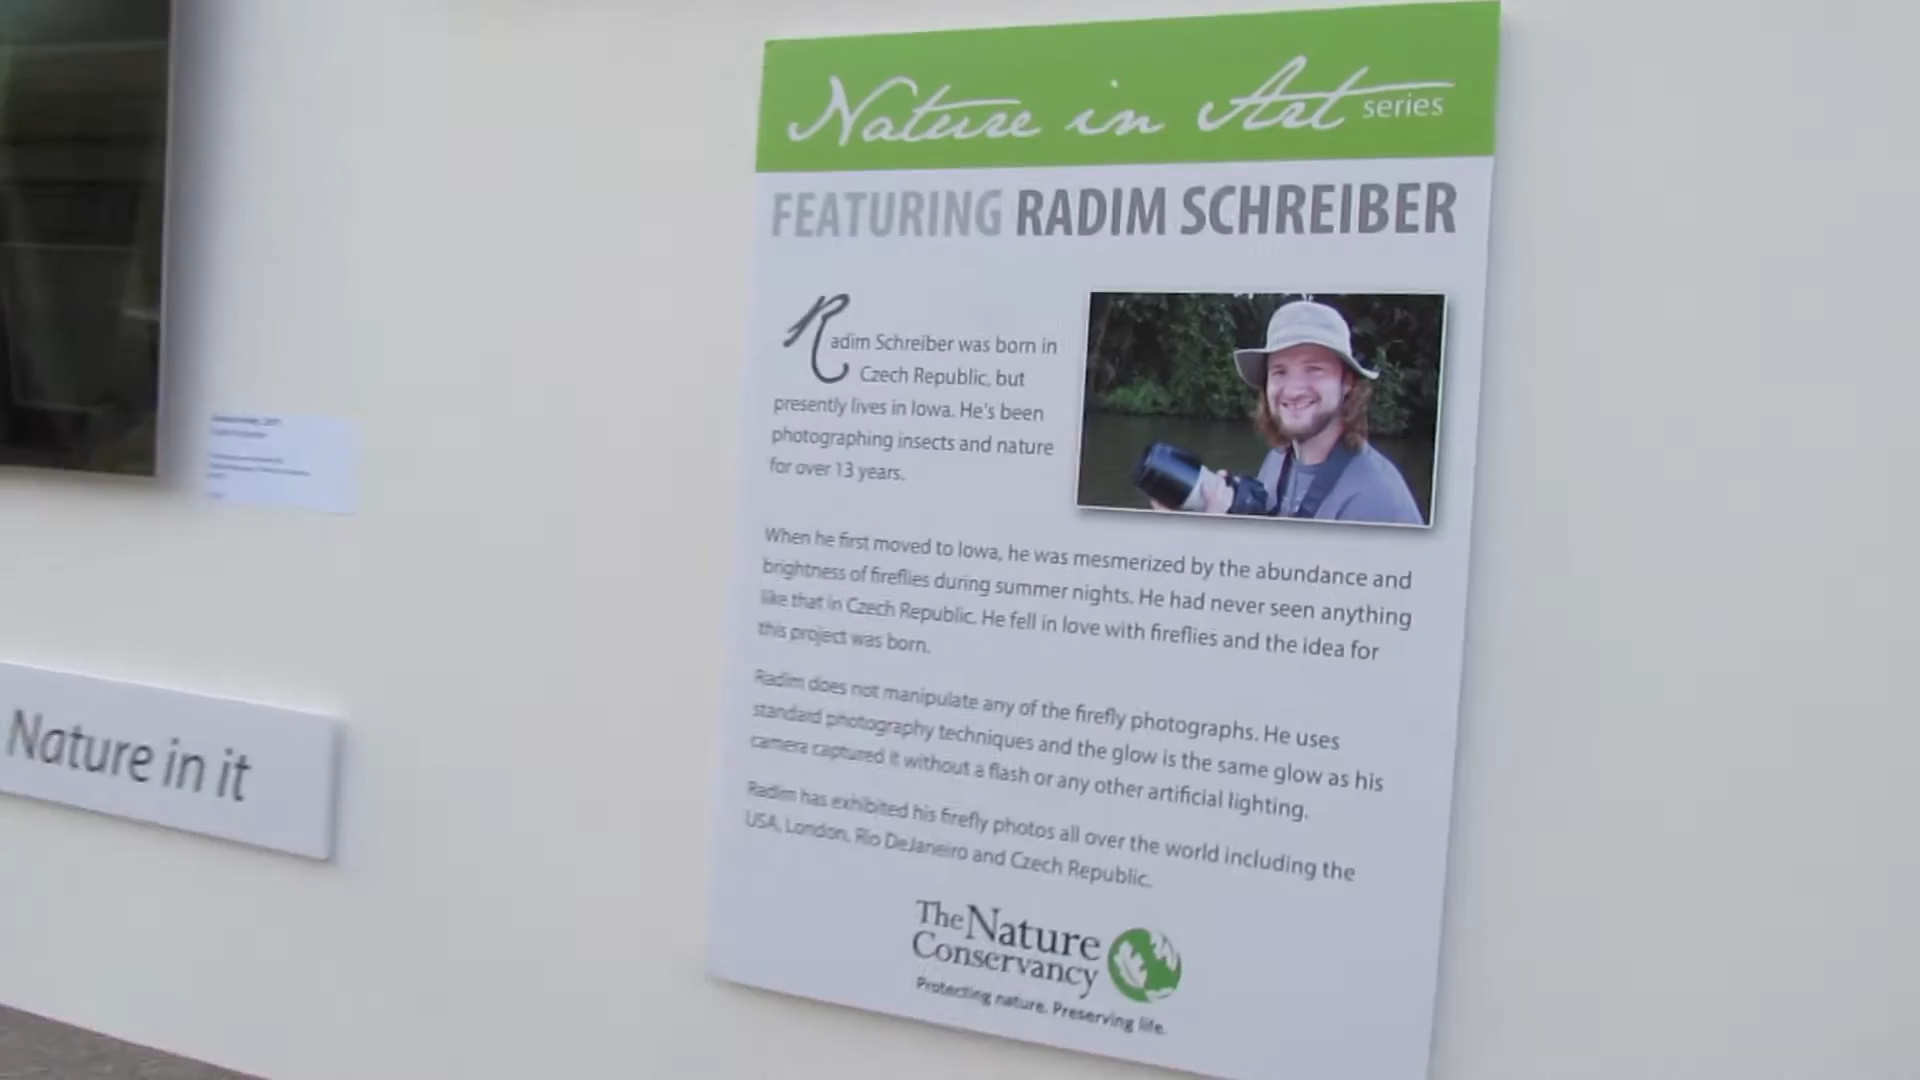 Nature in Art series
FEATURING RADIM SCHREIBER
Radim Schreiber was born in
Czech Republic, but
presently lives in Iowa. He's been
photographing insects and nature
for over 13 years.
When he first moved to Iowa, he was mesmerized by the abundance and
brightness of fireflies during summer nights. He had never seen anything
like that in Czech Republic. He fell in love with fireflies and the idea for
this project was born.
Radim does not manipulate any of the firefly photographs. He uses
standard photography techniques and the glow is the same glow as his
camera captured it without a flash or any other artificial lighting.
Radim has exhibited his firefly photos all over the world including the
USA, London, Rio DeJaneiro and Czech Republic.
The Nature
Conservancy
Protecting nature. Preserving life.
Nature in it